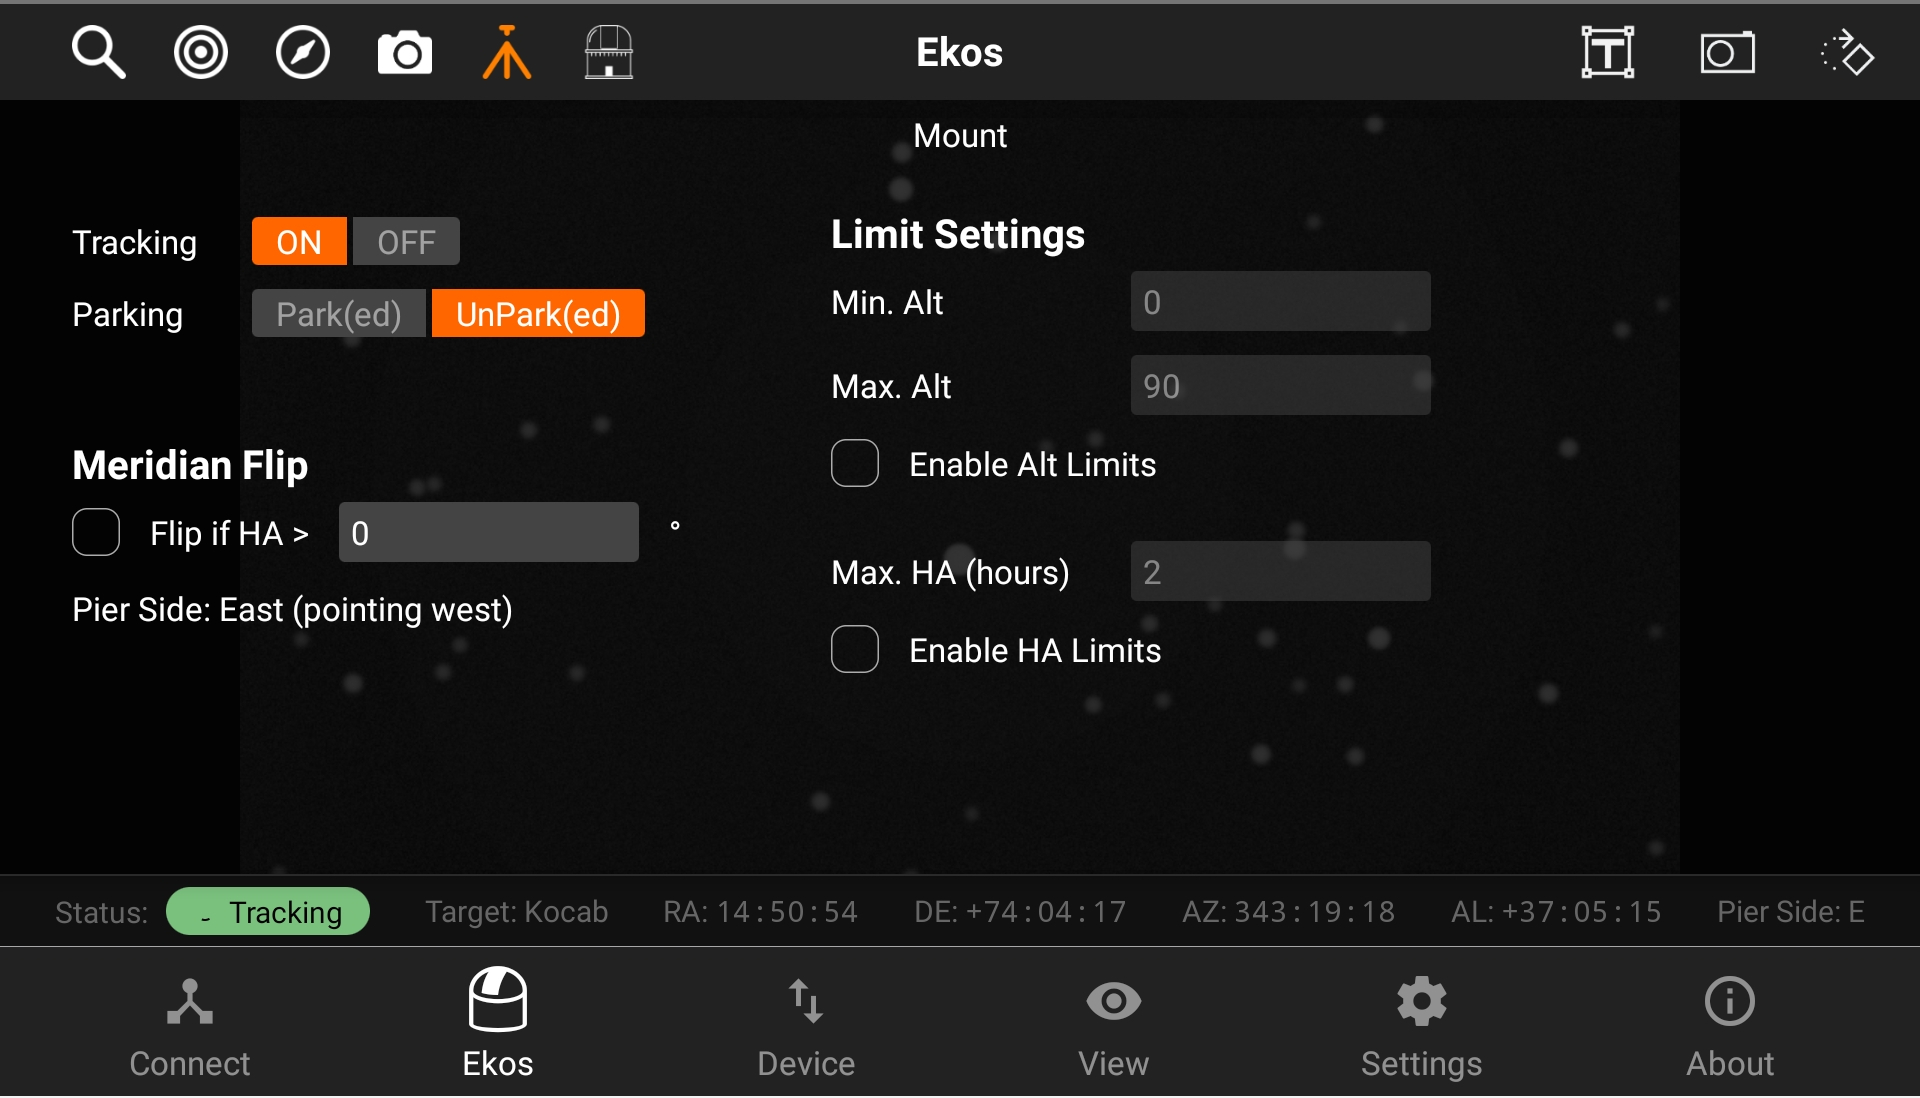 Ekos
Mount
Tracking ON OFF
Parking Park(ed) UnPark(ed)
Meridian Flip
Flip if HA > 0 °
Pier Side: East (pointing west)
Limit Settings
Min. Alt 0
Max. Alt 90
Enable Alt Limits
Max. HA (hours) 2
Enable HA Limits
Status: Tracking Target: Kocab RA: 14:50:54 DE: +74:04:17 AZ: 343:19:18 AL: +37:05:15 Pier Side: E
Connect Ekos Device View Settings About